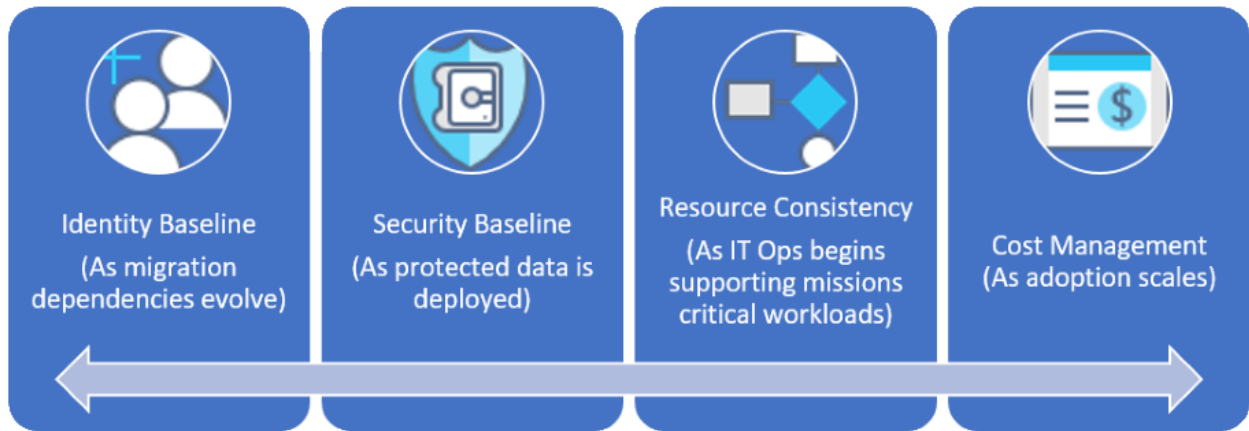 Identity Baseline
(As migration
dependencies evolve)
Security Baseline
(As protected data is
deployed)
Resource Consistency
(As IT Ops begins
supporting missions
critical workloads)
$
Cost Management
(As adoption scales)